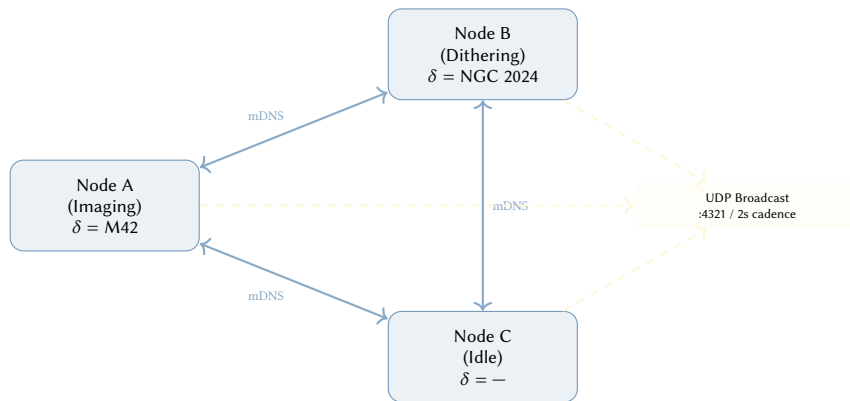 Node B
(Dithering)
δ = NGC 2024
mDNS
Node A
(Imaging)
δ = M42
mDNS
UDP Broadcast
:4321 / 2s cadence
mDNS
Node C
(Idle)
δ = —